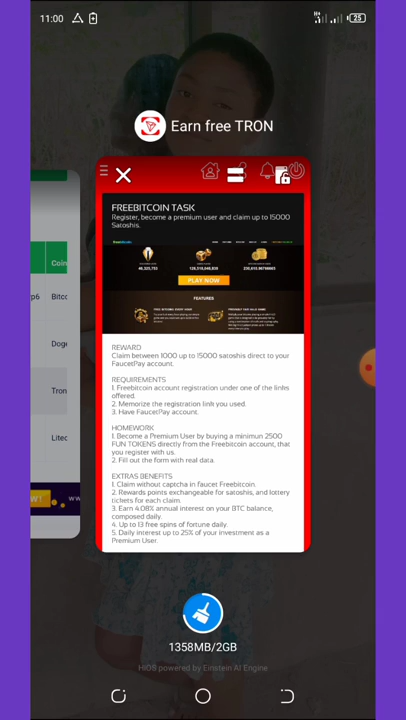 11:00
25
Earn free TRON
FREEBITCOIN TASK
Register, become a premium user and claim up to 15000
Satoshis.
PLAY NOW
FEATURES
REWARD
Claim between 1000 up to 15000 satoshis direct to your
FaucetPay account.
REQUIREMENTS
1. Freebitcoin account registration under one of the links
offered.
2. Memorize the registration link you used.
3. Have FaucetPay account.
HOMEWORK
1. Become a Premium User by buying a minimun 2500
FUN TOKENS directly from the Freebitcoin account, that
you register with us.
2. Fill out the form with real data.
EXTRAS BENEFITS
1. Claim without captcha in faucet Freebitcoin.
2. Rewards points exchangeable for satoshis, and lottery
tickets for each claim.
3. Earn 4.08% annual interest on your BTC balance,
composed daily.
4. Up to 13 free spins of fortune daily.
5. Daily interest up to 25% of your investment as a
Premium User.
Coin
p6 Bitco
Doge
Tron
Litec
W!
1358MB/2GB
HiOS powered by Einstein AI Engine